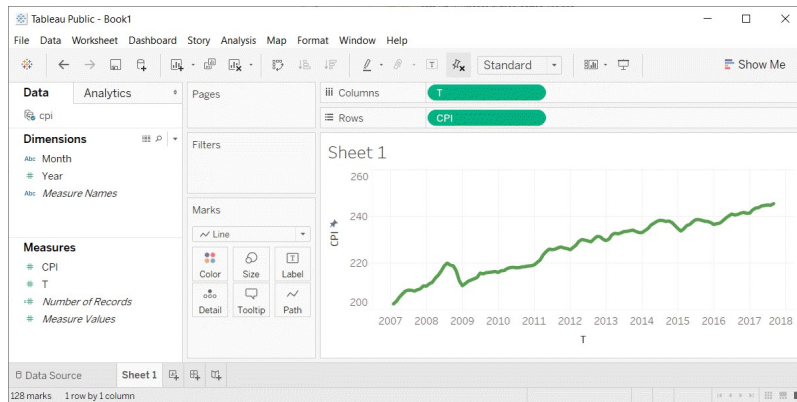 Tableau Public - Book1
File Data Worksheet Dashboard Story Analysis Map Format Window Help
T Standard Show Me
Data Analytics
cpi
Dimensions
Abc Month
# Year
Abc Measure Names
Measures
# CPI
# T
=# Number of Records
# Measure Values
Pages
Filters
Marks
Line
Color Size T Label
Detail Tooltip Path
iii Columns T
Rows CPI
Sheet 1
260
240
220
200
CPI
2007 2008 2009 2010 2011 2012 2013 2014 2015 2016 2017 2018
T
Data Source Sheet 1
128 marks 1 row by 1 column